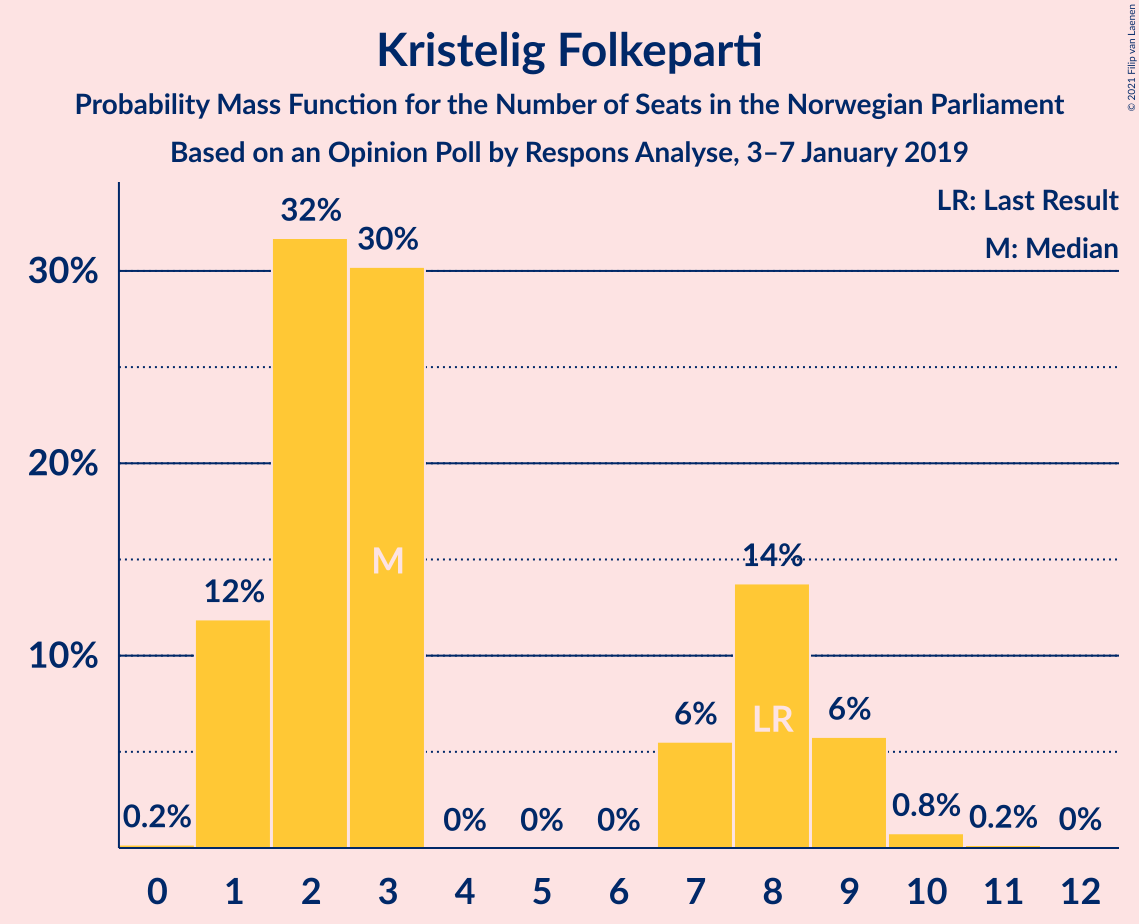 Kristelig Folkeparti
Probability Mass Function for the Number of Seats in the Norwegian Parliament
Based on an Opinion Poll by Respons Analyse, 3–7 January 2019
© 2021 Filip van Laenen
LR: Last Result
M: Median
30%
20%
10%
0.2%
12%
32%
30%
0%
0%
0%
6%
14%
6%
0.8%
0.2%
0%
M
LR
0 1 2 3 4 5 6 7 8 9 10 11 12